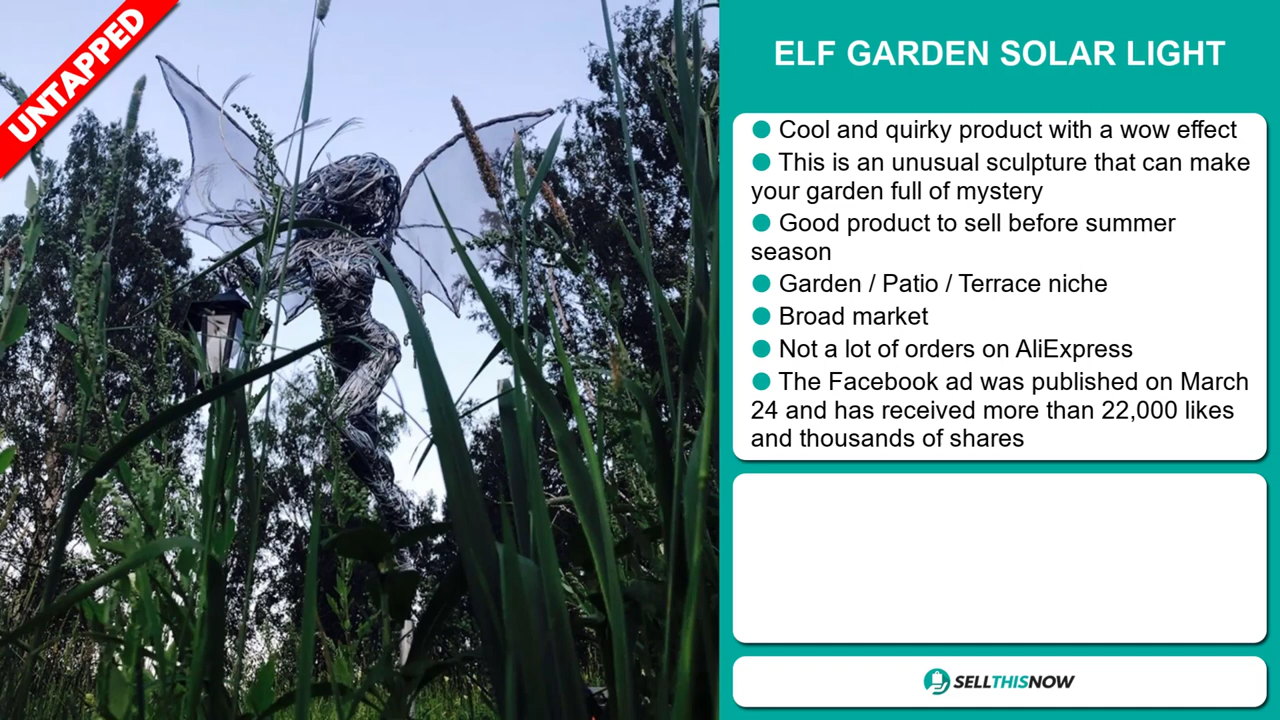 UNTAPPED
ELF GARDEN SOLAR LIGHT
● Cool and quirky product with a wow effect
● This is an unusual sculpture that can make
your garden full of mystery
● Good product to sell before summer
season
● Garden / Patio / Terrace niche
● Broad market
● Not a lot of orders on AliExpress
● The Facebook ad was published on March
24 and has received more than 22,000 likes
and thousands of shares
SELLTHISNOW